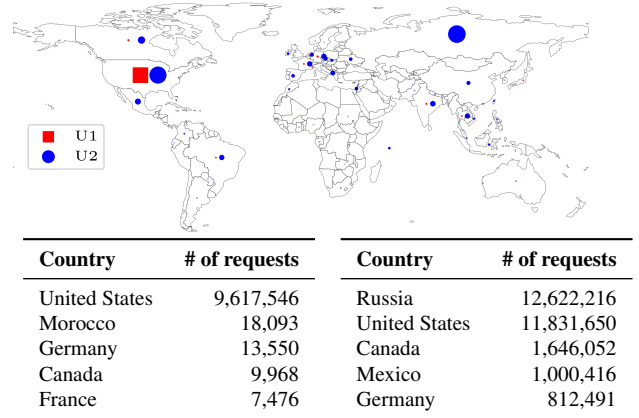 U1
U2
Country # of requests
United States 9,617,546
Morocco 18,093
Germany 13,550
Canada 9,968
France 7,476
Country # of requests
Russia 12,622,216
United States 11,831,650
Canada 1,646,052
Mexico 1,000,416
Germany 812,491